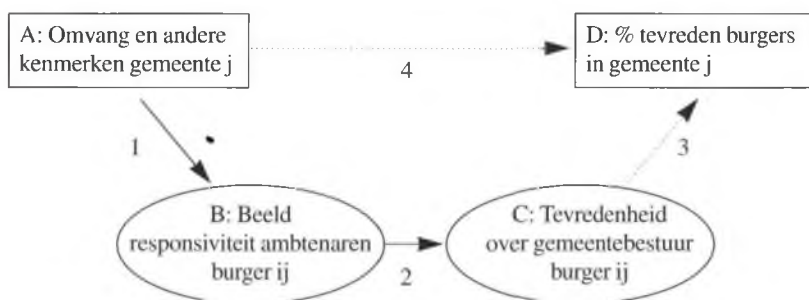 A: Omvang en andere
kenmerken gemeente j
D: % tevreden burgers
in gemeente j
4
1
3
B: Beeld
responsiviteit ambtenaren
burger ij
2
C: Tevredenheid
over gemeentebestuur
burger ij